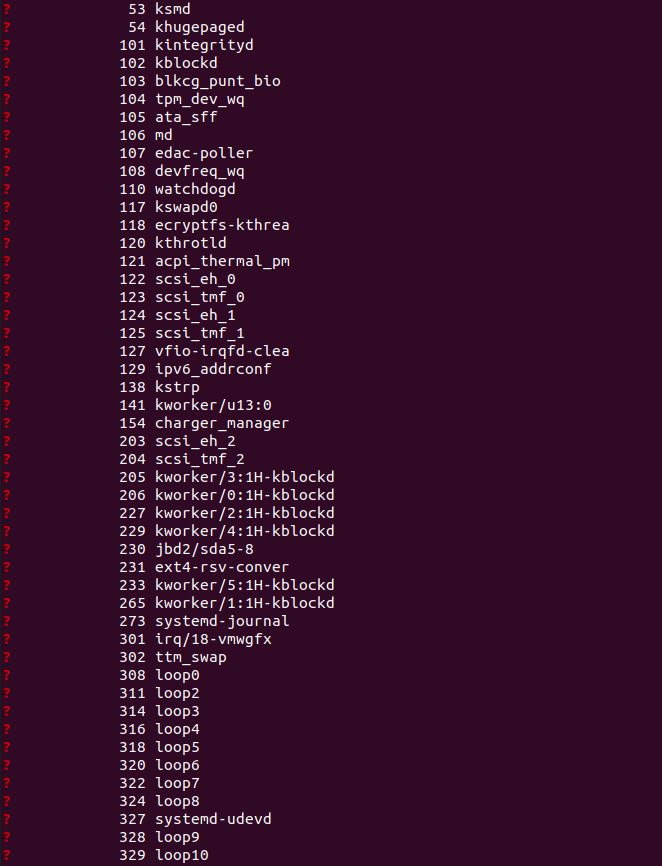 ? 53 ksmd
? 54 khugepaged
? 101 kintegrityd
? 102 kblockd
? 103 blkcg_punt_bio
? 104 tpm_dev_wq
? 105 ata_sff
? 106 md
? 107 edac-poller
? 108 devfreq_wq
? 110 watchdogd
? 117 kswapd0
? 118 ecryptfs-kthrea
? 120 kthrotld
? 121 acpi_thermal_pm
? 122 scsi_eh_0
? 123 scsi_tmf_0
? 124 scsi_eh_1
? 125 scsi_tmf_1
? 127 vfio-irqfd-clea
? 129 ipv6_addrconf
? 138 kstrp
? 141 kworker/u13:0
? 154 charger_manager
? 203 scsi_eh_2
? 204 scsi_tmf_2
? 205 kworker/3:1H-kblockd
? 206 kworker/0:1H-kblockd
? 227 kworker/2:1H-kblockd
? 229 kworker/4:1H-kblockd
? 230 jbd2/sda5-8
? 231 ext4-rsv-conver
? 233 kworker/5:1H-kblockd
? 265 kworker/1:1H-kblockd
? 273 systemd-journal
? 301 irq/18-vmwgfx
? 302 ttm_swap
? 308 loop0
? 311 loop2
? 314 loop3
? 316 loop4
? 318 loop5
? 320 loop6
? 322 loop7
? 324 loop8
? 327 systemd-udevd
? 328 loop9
? 329 loop10